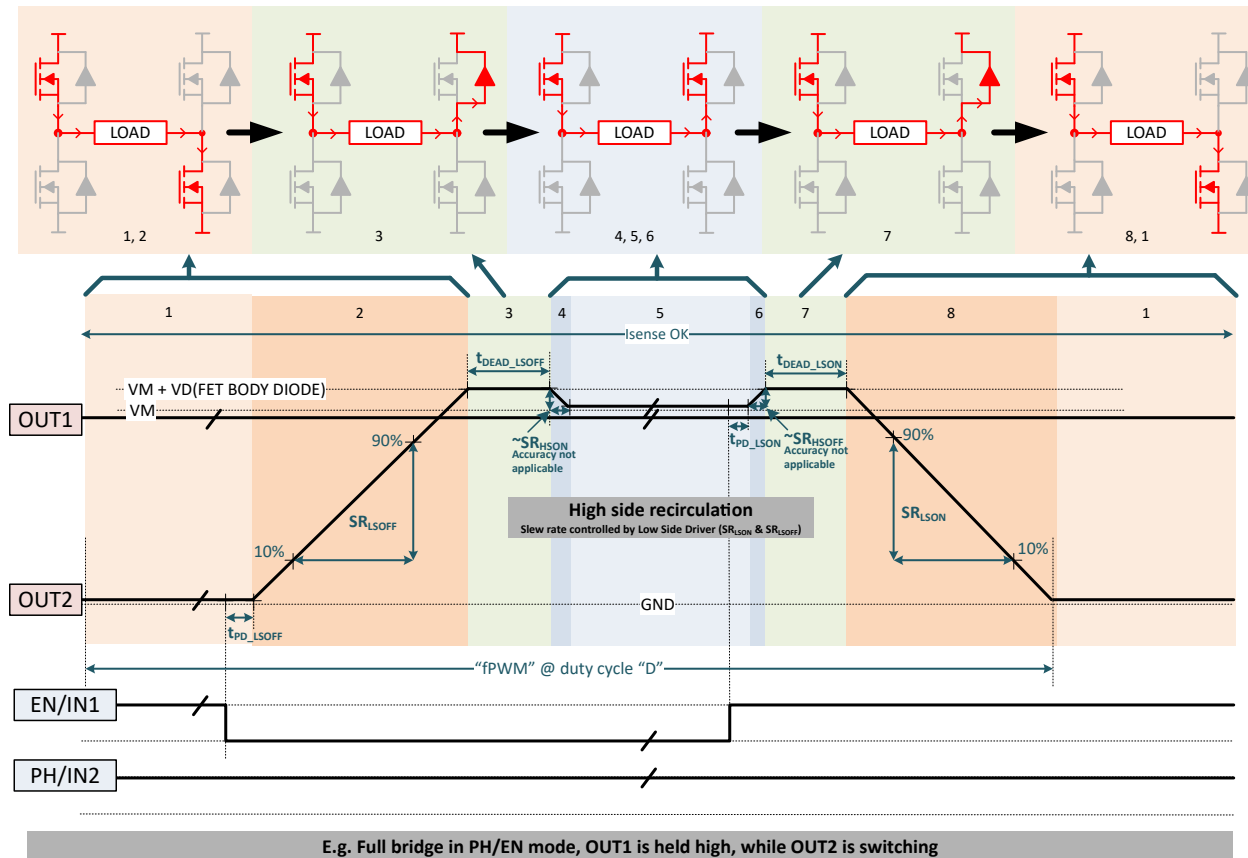 LOAD
LOAD
LOAD
LOAD
LOAD
1, 2
3
4, 5, 6
7
8, 1
1
2
3
4
5
6
7
8
1
Isense OK
tDEAD_LSOFF
tDEAD_LSON
VM + VD(FET BODY DIODE)
VM
OUT1
90%
~SRHSON
Accuracy not
applicable
tPD_LSON
~SRHSOFF
Accuracy not
applicable
90%
SRLSOFF
High side recirculation
Slew rate controlled by Low Side Driver (SRLSON & SRLSOFF)
SRLSON
10%
10%
OUT2
GND
tPD_LSOFF
“fPWM” @ duty cycle “D”
EN/IN1
PH/IN2
E.g. Full bridge in PH/EN mode, OUT1 is held high, while OUT2 is switching